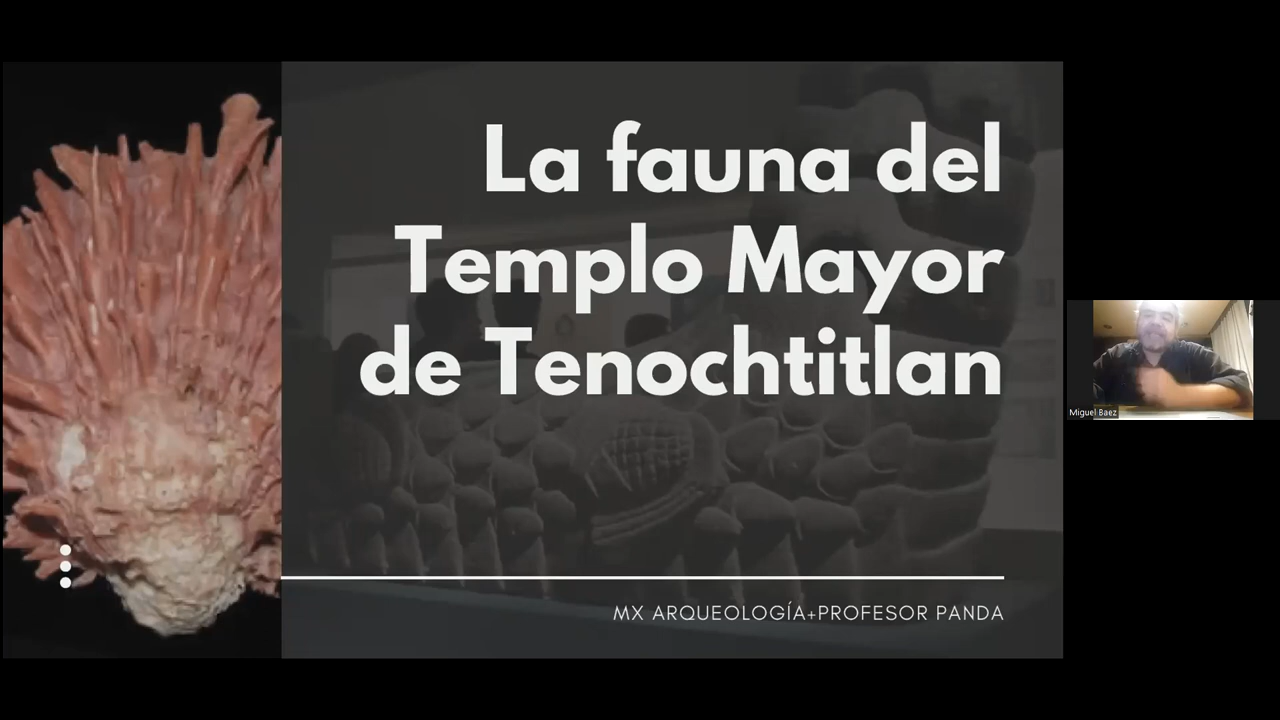 La fauna del
Templo Mayor
de Tenochtitlan
MX ARQUEOLOGÍA+PROFESOR PANDA
Miguel Baez